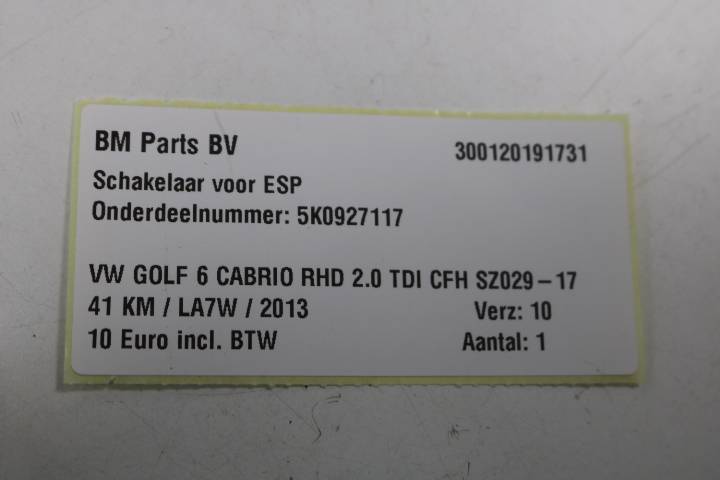 BM Parts BV 300120191731
Schakelaar voor ESP
Onderdeelnummer: 5K0927117
VW GOLF 6 CABRIO RHD 2.0 TDI CFH SZ029-17
41 KM / LA7W / 2013 Verz: 10
10 Euro incl. BTW Aantal: 1